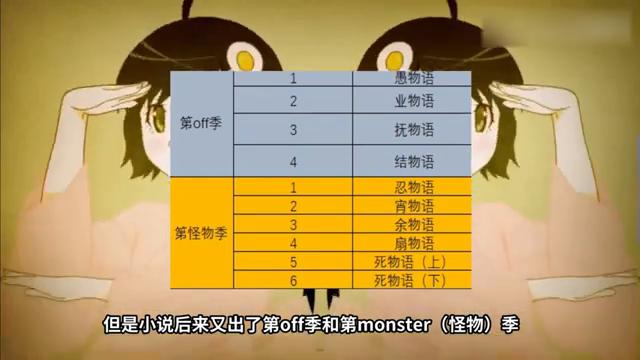 第off季
1 愚物语
2 业物语
3 抚物语
4 结物语
第怪物季
1 忍物语
2 宵物语
3 余物语
4 扇物语
5 死物语（上）
6 死物语（下）
但是小说后来又出了第off季和第monster（怪物）季